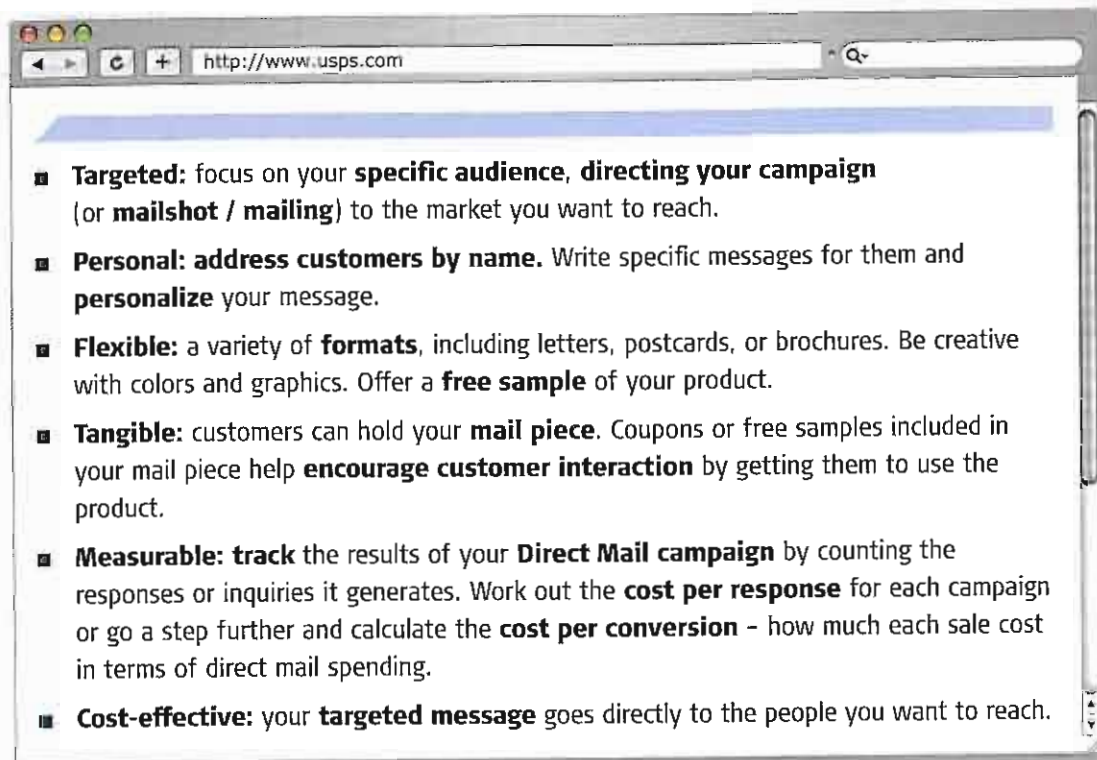 http://www.usps.com
Targeted: focus on your specific audience, directing your campaign
(or mailshot / mailing) to the market you want to reach.
Personal: address customers by name. Write specific messages for them and
personalize your message.
Flexible: a variety of formats, including letters, postcards, or brochures. Be creative
with colors and graphics. Offer a free sample of your product.
Tangible: customers can hold your mail piece. Coupons or free samples included in
your mail piece help encourage customer interaction by getting them to use the
product.
Measurable: track the results of your Direct Mail campaign by counting the
responses or inquiries it generates. Work out the cost per response for each campaign
or go a step further and calculate the cost per conversion – how much each sale cost
in terms of direct mail spending.
Cost-effective: your targeted message goes directly to the people you want to reach.